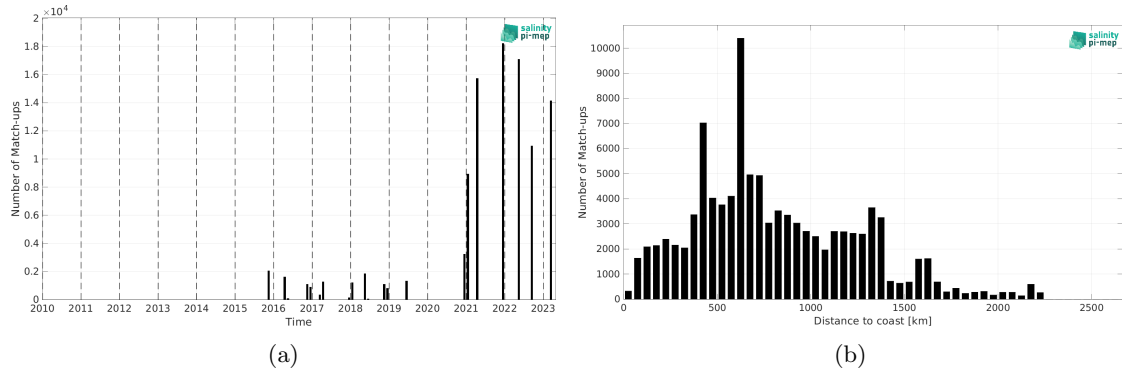 2 ×10⁴
1.8
1.6
1.4
1.2
1
0.8
0.6
0.4
0.2
0
Number of Match-ups
2010 2011 2012 2013 2014 2015 2016 2017 2018 2019 2020 2021 2022 2023
Time
salinity
pi-mep
(a)
10000
9000
8000
7000
6000
5000
4000
3000
2000
1000
0
Number of Match-ups
0 500 1000 1500 2000 2500
Distance to coast [km]
salinity
pi-mep
(b)